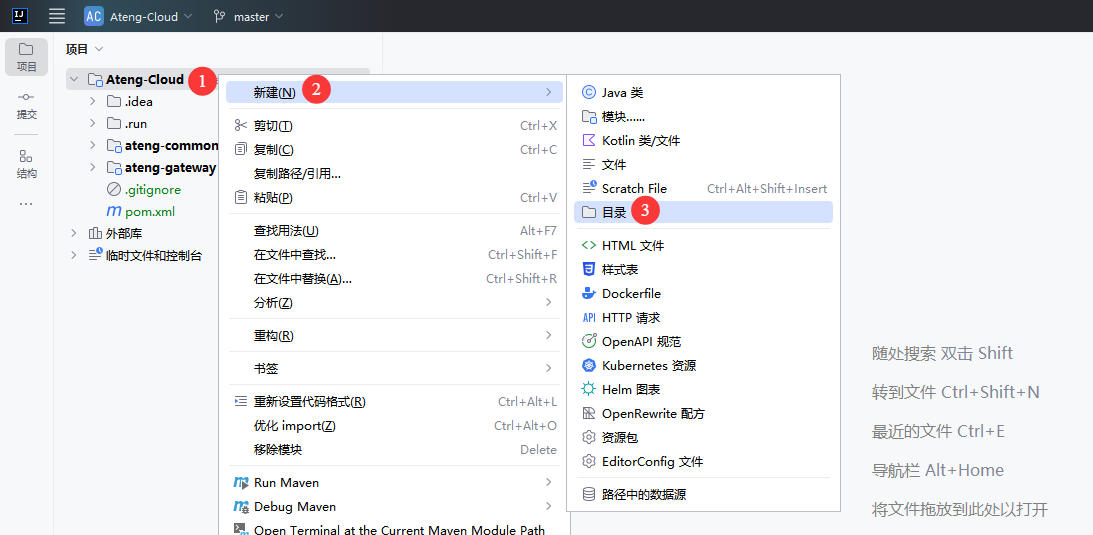 IJ
AC Ateng-Cloud master
项目
项目
提交
结构
Ateng-Cloud 1
.idea
.run
ateng-common
ateng-gateway
.gitignore
m pom.xml
外部库
临时文件和控制台
新建(N) 2
剪切(T) Ctrl+X
复制(C) Ctrl+C
复制路径/引用...
粘贴(P) Ctrl+V
查找用法(U) Alt+F7
在文件中查找... Ctrl+Shift+F
在文件中替换(A)... Ctrl+Shift+R
分析(Z)
重构(R)
书签
重新设置代码格式(R) Ctrl+Alt+L
优化 import(Z) Ctrl+Alt+O
移除模块 Delete
Run Maven
Debug Maven
Open Terminal at the Current Maven Module Path
Java 类
模块......
Kotlin 类/文件
文件
Scratch File Ctrl+Alt+Shift+Insert
目录 3
HTML 文件
样式表
Dockerfile
API HTTP 请求
OpenAPI 规范
Kubernetes 资源
Helm 图表
OpenRewrite 配方
资源包
EditorConfig 文件
路径中的数据源
随处搜索 双击 Shift
转到文件 Ctrl+Shift+N
最近的文件 Ctrl+E
导航栏 Alt+Home
将文件拖放到此处以打开